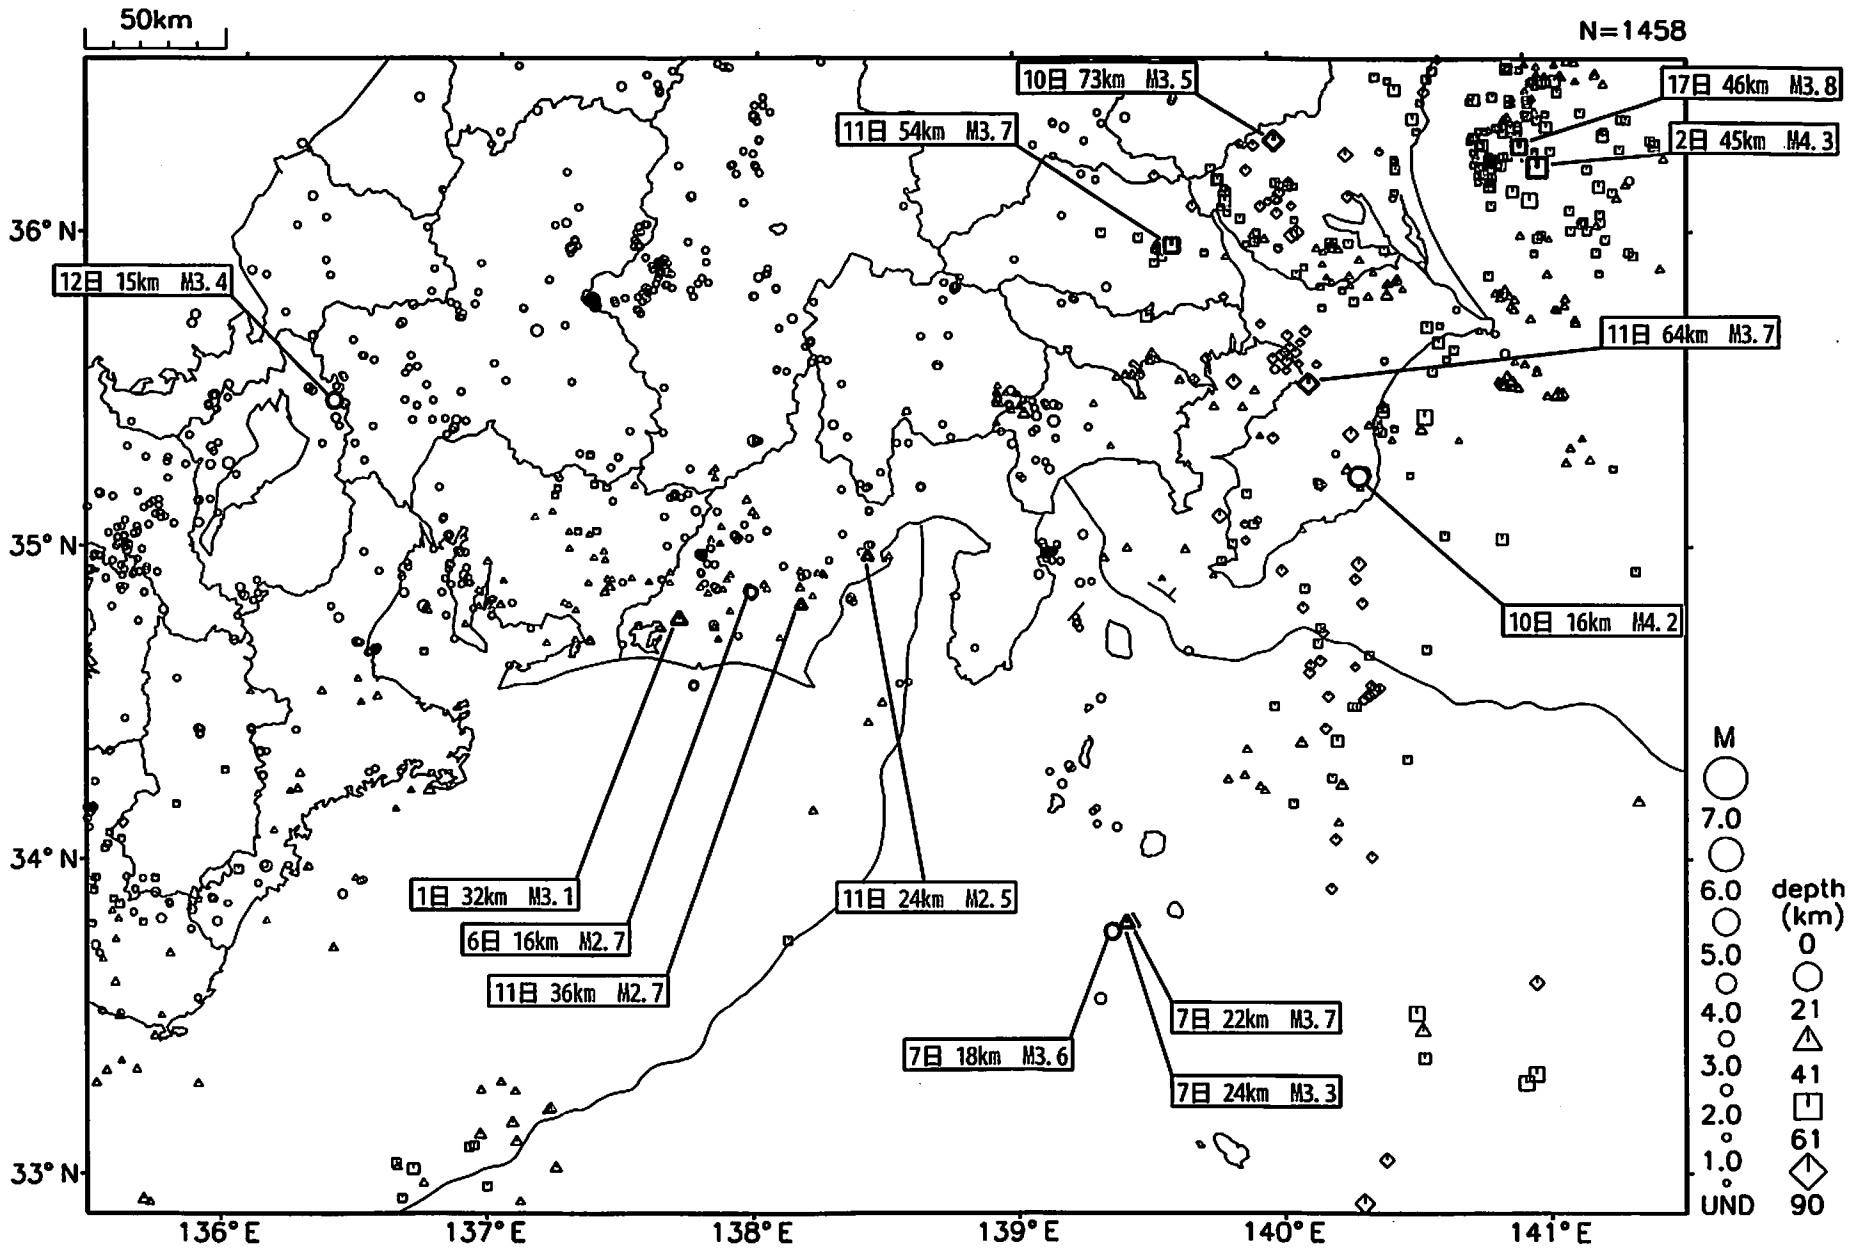 50km
N=1458
10日 73km M3.5
17日 46km M3.8
11日 54km M3.7
2日 45km M4.3
36°N
12日 15km M3.4
11日 64km M3.7
35°N
10日 16km M4.2
M
7.0
34°N
1日 32km M3.1
11日 24km M2.5
6.0
depth
(km)
6日 16km M2.7
0
5.0
11日 36km M2.7
7日 22km M3.7
21
4.0
7日 18km M3.6
3.0
41
7日 24km M3.3
2.0
61
33°N
1.0
UND
90
136°E
137°E
138°E
139°E
140°E
141°E